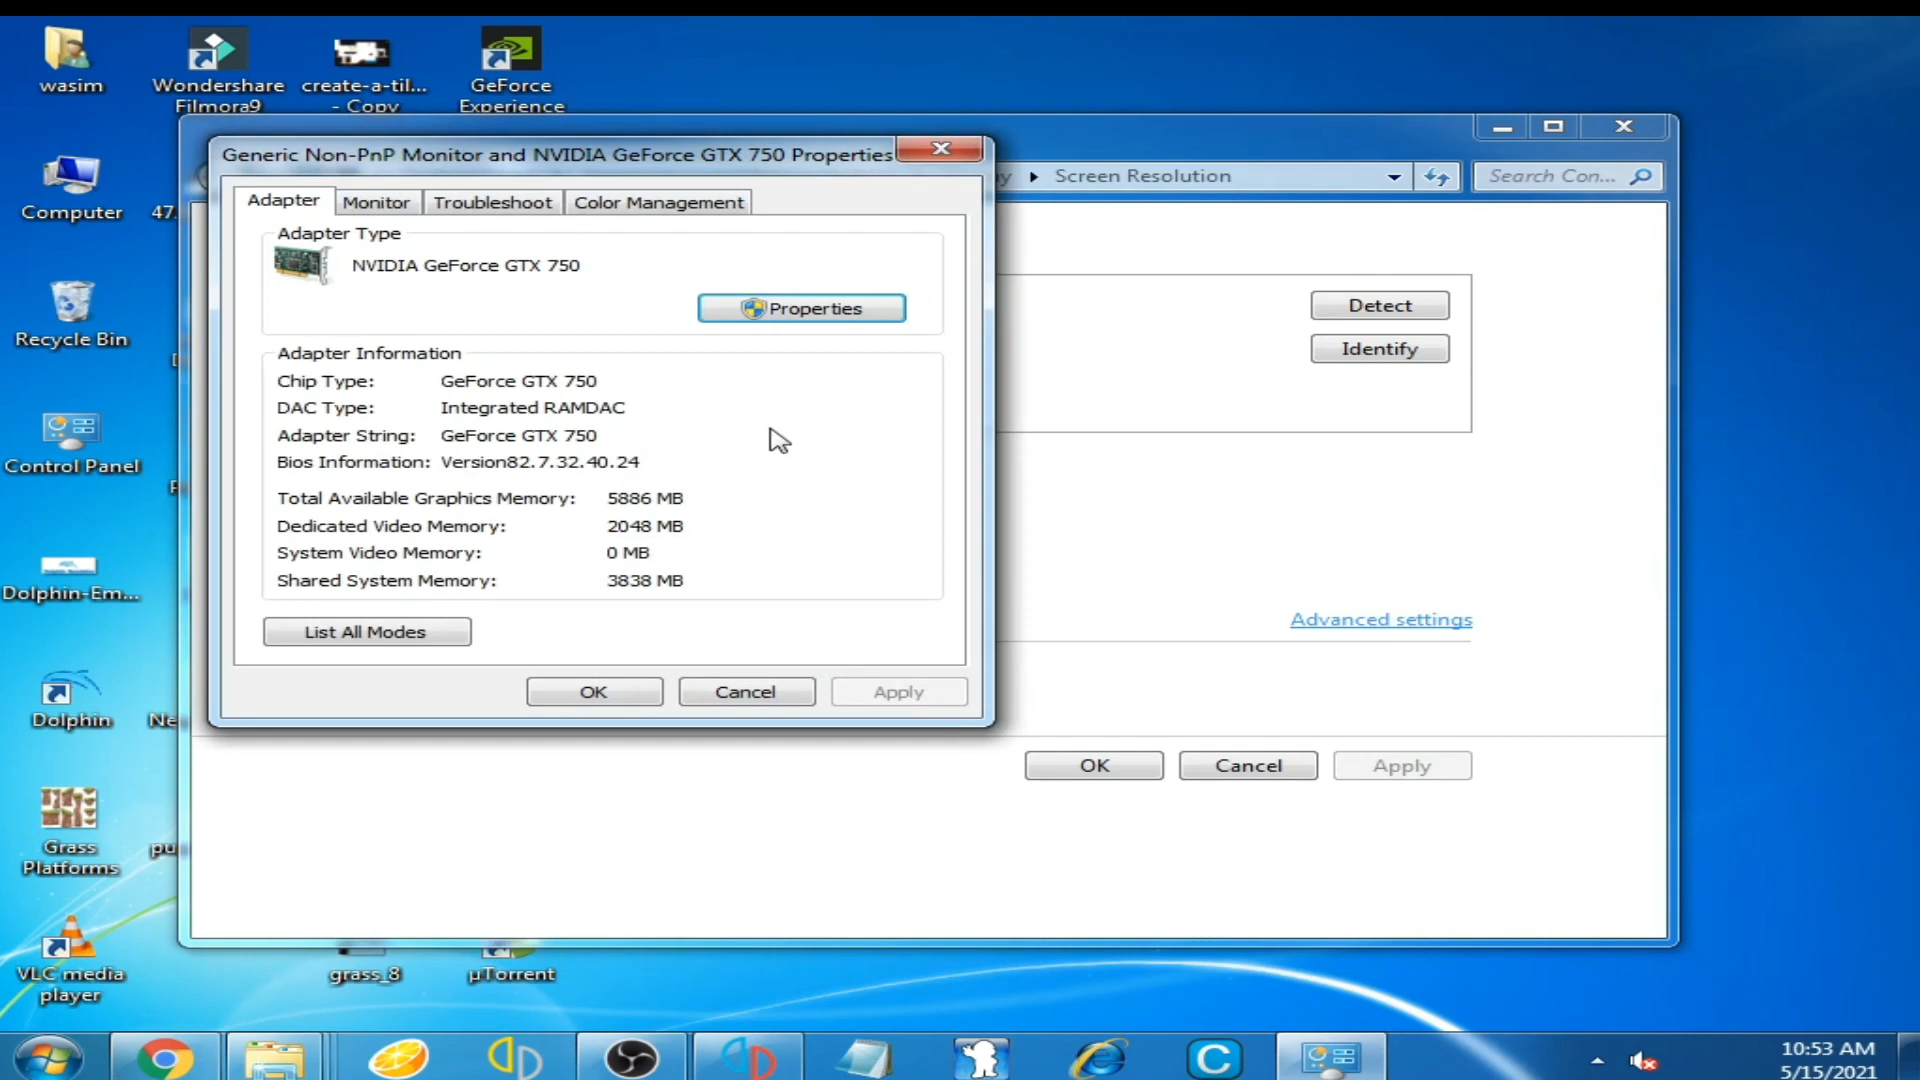 wasim
Wondershare
Filmora9
create-a-til...
- Copy
GeForce
Experience
Computer
47.
Recycle Bin
Control Panel
Dolphin-Em...
Dolphin
Ne
Grass
Platforms
pu
VLC media
player
grass_8
µTorrent
Generic Non-PnP Monitor and NVIDIA GeForce GTX 750 Properties
Screen Resolution
Search Con...
Adapter
Monitor
Troubleshoot
Color Management
Adapter Type
NVIDIA GeForce GTX 750
Properties
Adapter Information
Chip Type: GeForce GTX 750
DAC Type: Integrated RAMDAC
Adapter String: GeForce GTX 750
Bios Information: Version82.7.32.40.24
Total Available Graphics Memory: 5886 MB
Dedicated Video Memory: 2048 MB
System Video Memory: 0 MB
Shared System Memory: 3838 MB
List All Modes
OK
Cancel
Apply
Detect
Identify
Advanced settings
OK
Cancel
Apply
10:53 AM
5/15/2021